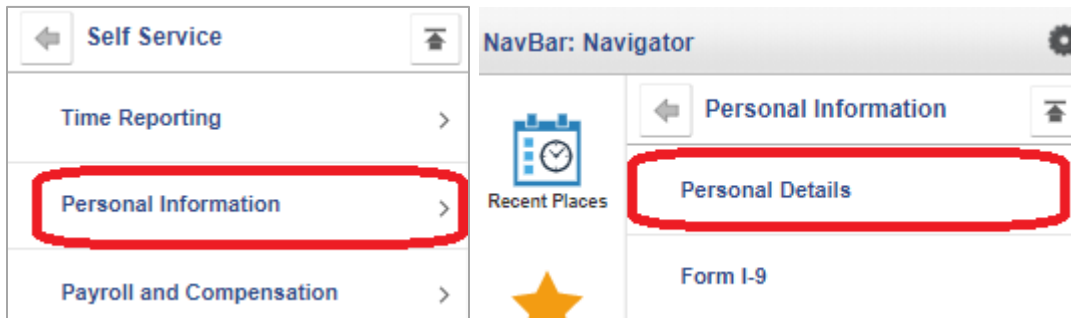 Self Service
Time Reporting
Personal Information
Payroll and Compensation
NavBar: Navigator
Recent Places
Personal Information
Personal Details
Form I-9